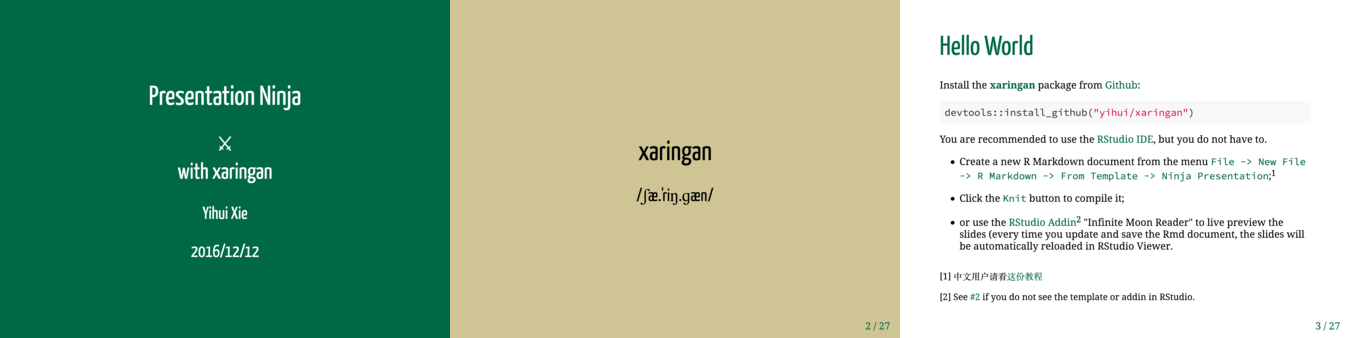 Presentation Ninja
⚔
with xaringan
Yihui Xie
2016/12/12
xaringan
/ʃæ.'riŋ.ɡæn/
2 / 27
Hello World
Install the xaringan package from Github:
devtools::install_github("yihui/xaringan")
You are recommended to use the RStudio IDE, but you do not have to.
• Create a new R Markdown document from the menu File -> New File
-> R Markdown -> From Template -> Ninja Presentation;1
• Click the Knit button to compile it;
• or use the RStudio Addin2 "Infinite Moon Reader" to live preview the
slides (every time you update and save the Rmd document, the slides will
be automatically reloaded in RStudio Viewer.
[1] 中文用户请看这份教程
[2] See #2 if you do not see the template or addin in RStudio.
3 / 27